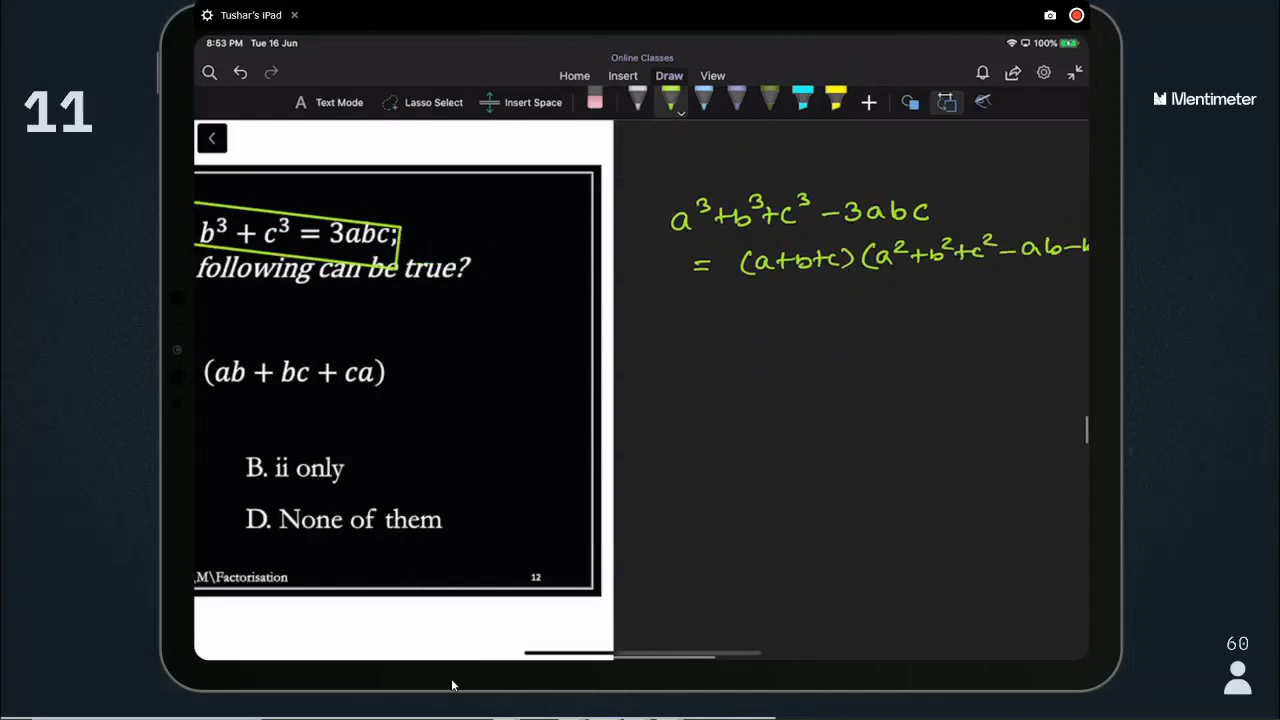 Tushar's iPad
8:53 PM Tue 16 Jun
100%
Online Classes
Home Insert Draw View
Text Mode Lasso Select Insert Space
11
Mentimeter
b³ + c³ = 3abc;
following can be true?
(ab + bc + ca)
B. ii only
D. None of them
\M\Factorisation
12
a³+b³+c³ -3abc
= (a+b+c)(a²+b²+c²-ab-
60